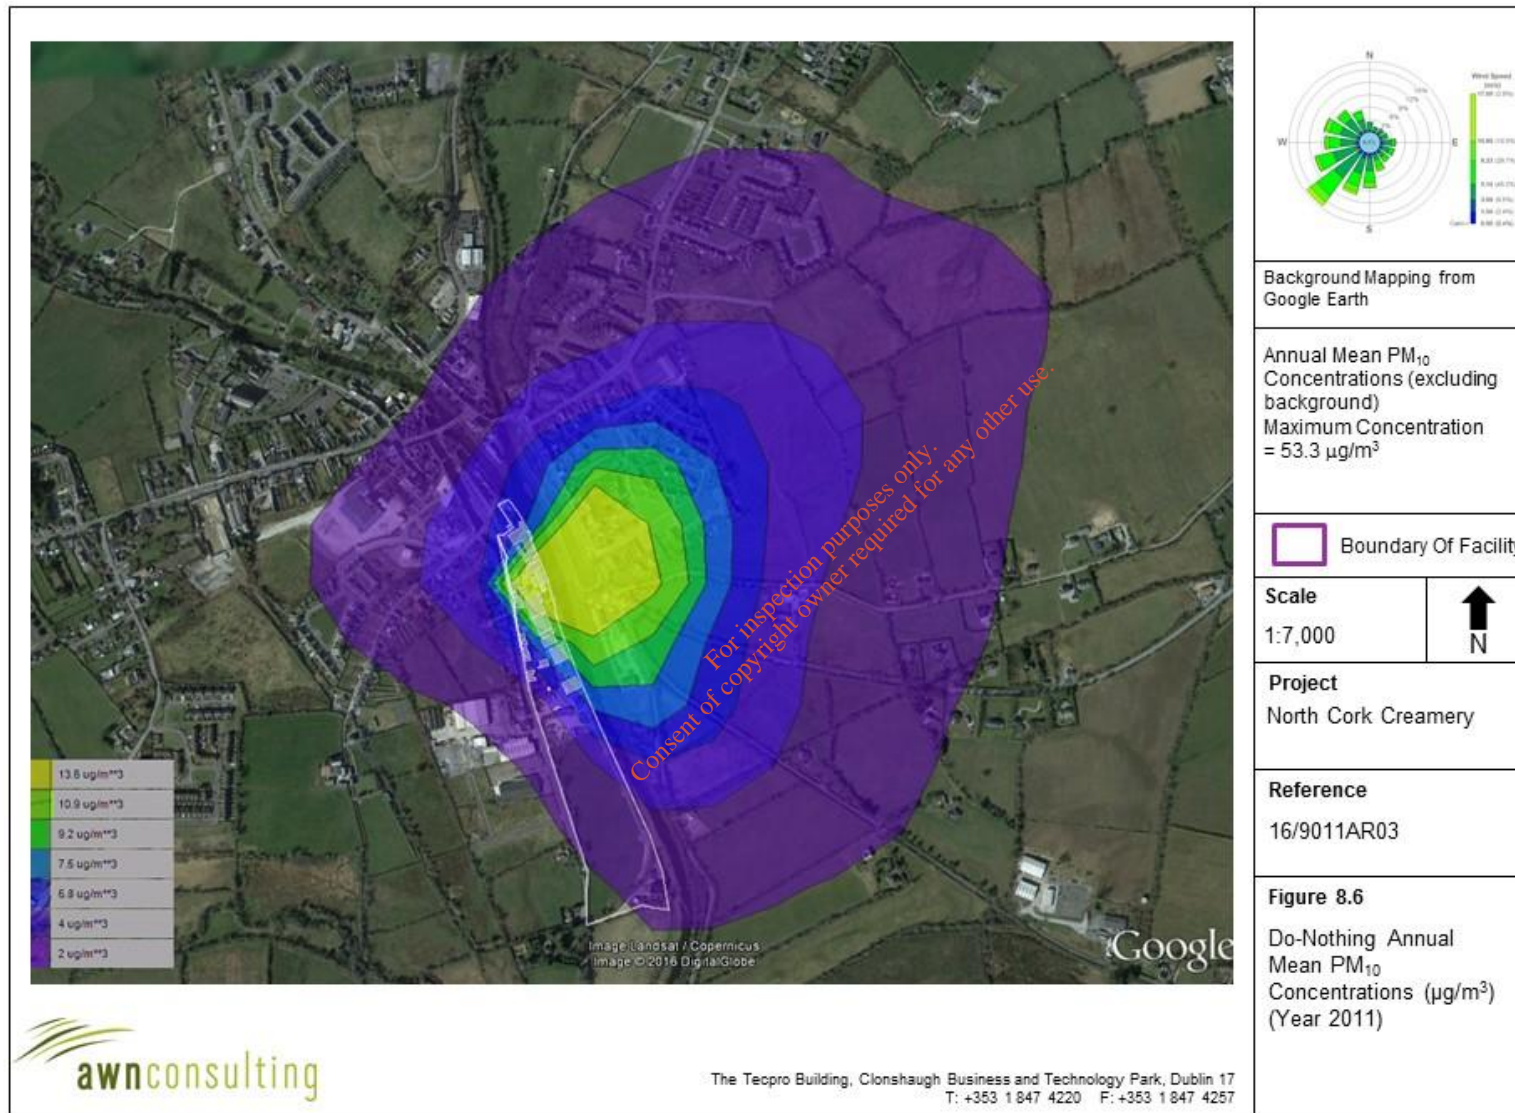 N
W
E
S
Wind Speed
Background Mapping from
Google Earth
Annual Mean PM₁₀
Concentrations (excluding
background)
Maximum Concentration
= 53.3 µg/m³
Boundary Of Facility
Scale
1:7,000
N
Project
North Cork Creamery
Reference
16/9011AR03
Figure 8.6
Do-Nothing Annual
Mean PM₁₀
Concentrations (µg/m³)
(Year 2011)
For inspection purposes only.
Consent of copyright owner required for any other use.
13.6 ug/m**3
10.9 ug/m**3
9.2 ug/m**3
7.5 ug/m**3
6.8 ug/m**3
4 ug/m**3
2 ug/m**3
Image Landsat / Copernicus
Image © 2016 DigitalGlobe
Google
awnconsulting
The Tecpro Building, Clonshaugh Business and Technology Park, Dublin 17
T: +353 1 847 4220 F: +353 1 847 4257